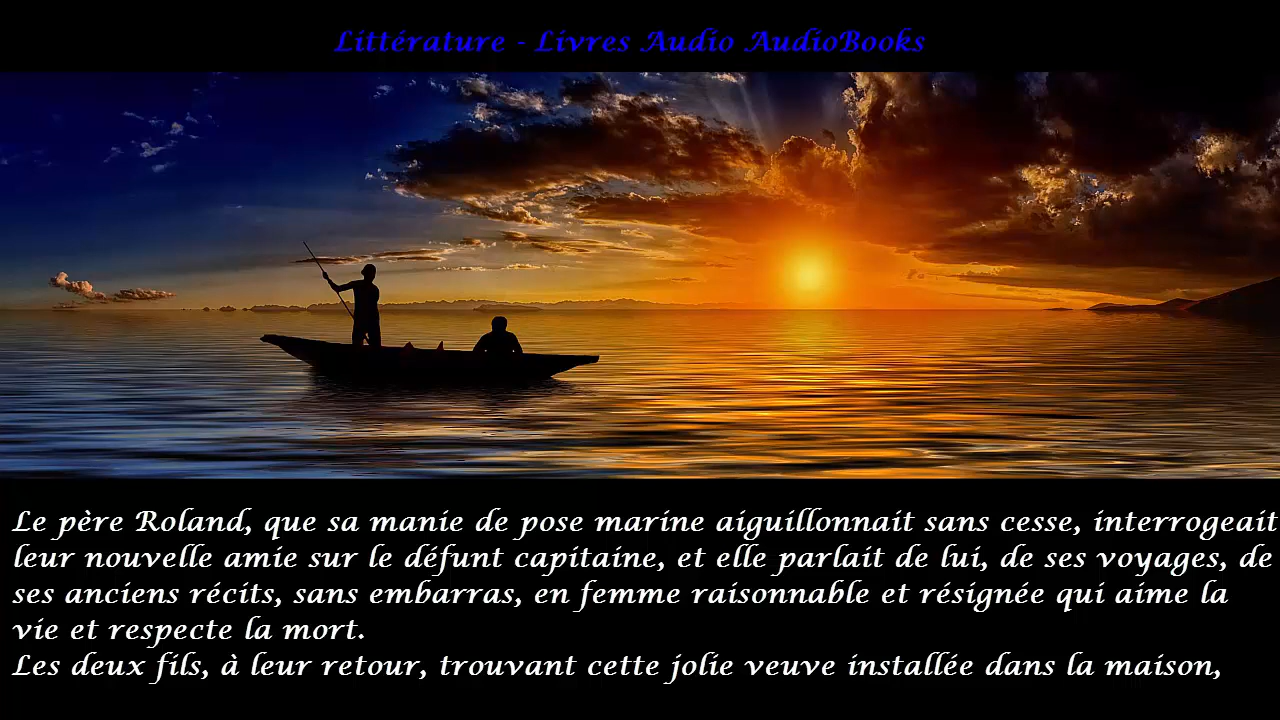 Littérature - Livres Audio AudioBooks
Le père Roland, que sa manie de pose marine aiguillonnait sans cesse, interrogeait
leur nouvelle amie sur le défunt capitaine, et elle parlait de lui, de ses voyages, de
ses anciens récits, sans embarras, en femme raisonnable et résignée qui aime la
vie et respecte la mort.
Les deux fils, à leur retour, trouvant cette jolie veuve installée dans la maison,